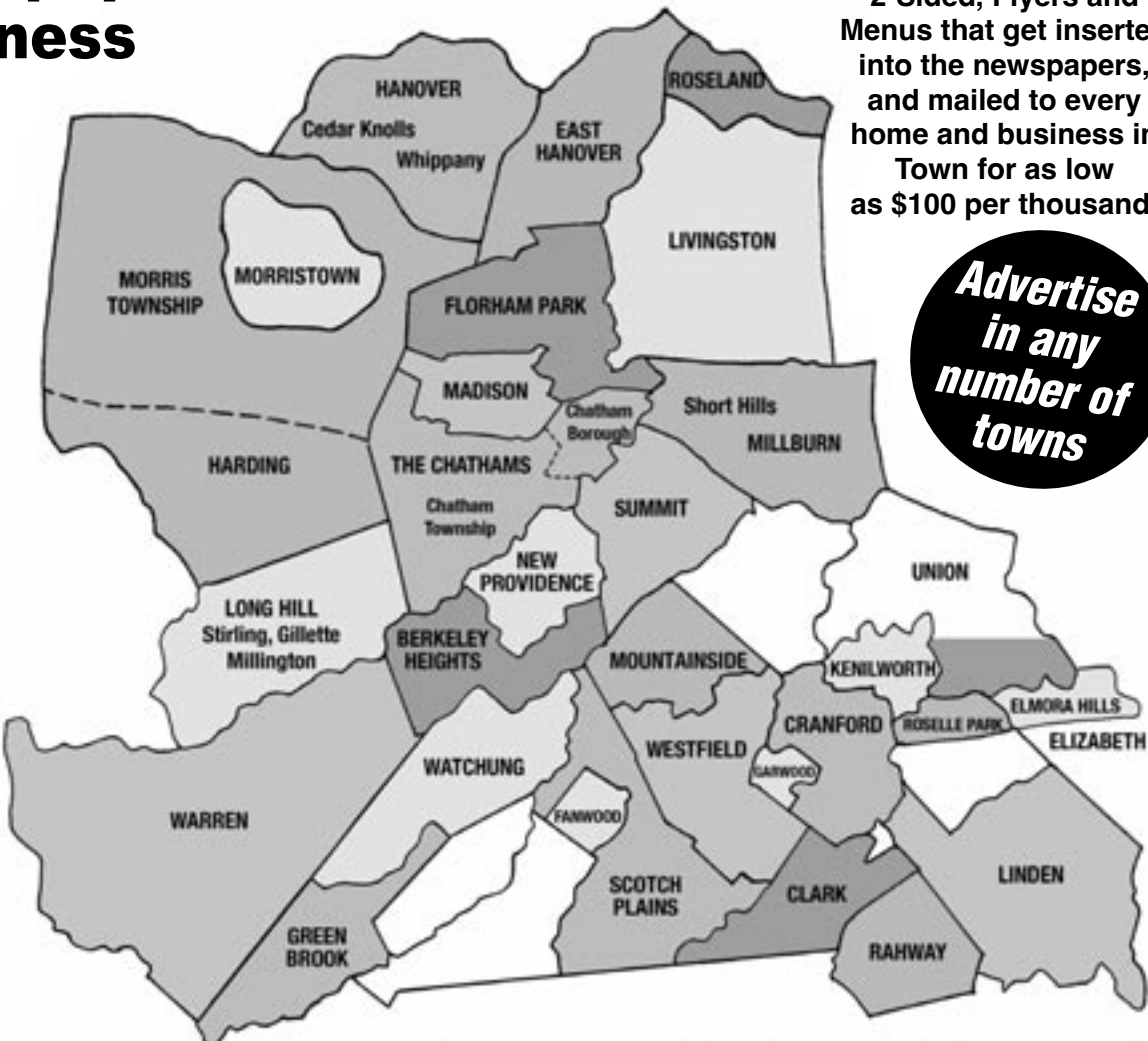 ness
2-Sided, Flyers and
Menus that get inserte
into the newspapers,
and mailed to every
home and business in
Town for as low
as $100 per thousand
Advertise
in any
number of
towns
HANOVER
Cedar Knolls
Whippany
EAST
HANOVER
ROSELAND
LIVINGSTON
MORRIS
TOWNSHIP
MORRISTOWN
FLORHAM PARK
MADISON
Chatham
Borough
Short Hills
MILLBURN
HARDING
THE CHATHAMS
Chatham
Township
SUMMIT
NEW
PROVIDENCE
UNION
LONG HILL
Stirling, Gillette
Millington
BERKELEY
HEIGHTS
MOUNTAINSIDE
KENILWORTH
CRANFORD
ROSELLE PARK
ELMORA HILLS
ELIZABETH
WESTFIELD
GARWOOD
WATCHUNG
WARREN
FANWOOD
SCOTCH
PLAINS
CLARK
LINDEN
GREEN
BROOK
RAHWAY